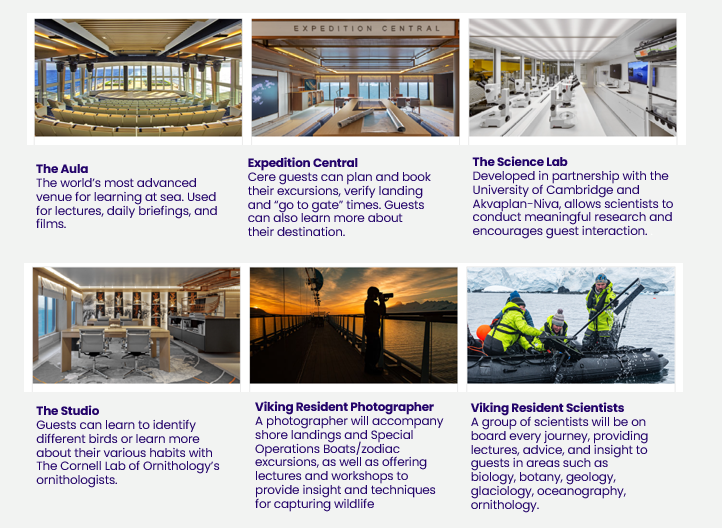 EXPEDITION CENTRAL
The Aula
The world's most advanced
venue for learning at sea. Used
for lectures, daily briefings, and
films.
Expedition Central
Cere guests can plan and book
their excursions, verify landing
and “go to gate” times. Guests
can also learn more about
their destination.
The Science Lab
Developed in partnership with the
University of Cambridge and
Akvaplan-Niva, allows scientists to
conduct meaningful research and
encourages guest interaction.
The Studio
Guests can learn to identify
different birds or learn more
about their various habits with
The Cornell Lab of Ornithology's
ornithologists.
Viking Resident Photographer
A photographer will accompany
shore landings and Special
Operations Boats/zodiac
excursions, as well as offering
lectures and workshops to
provide insight and techniques
for capturing wildlife
Viking Resident Scientists
A group of scientists will be on
board every journey, providing
lectures, advice, and insight to
guests in areas such as
biology, botany, geology,
glaciology, oceanography,
ornithology.